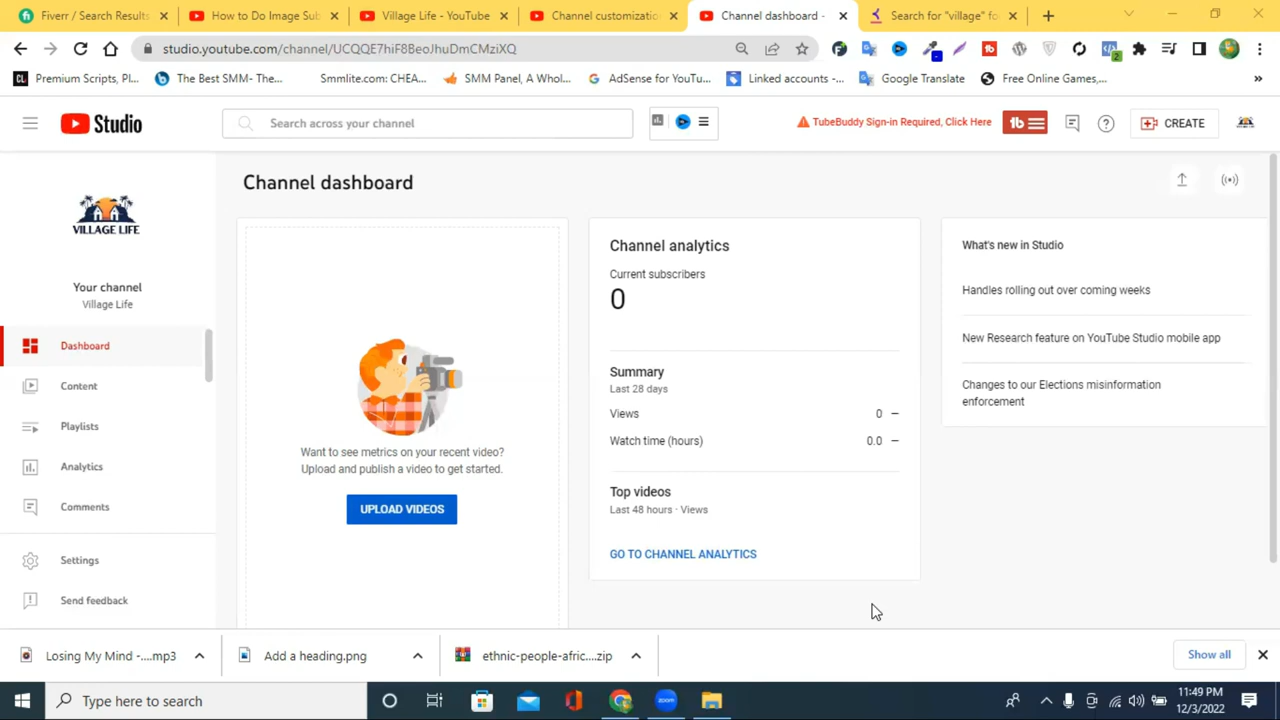 Fiverr / Search Results
How to Do Image Sub
Village Life - YouTube
Channel customizatio
Channel dashboard -
Search for "village" fo
studio.youtube.com/channel/UCQQE7hiF8BeoJhuDmCMziXQ
2
CL
Premium Scripts, Pl...
The Best SMM- The...
Smmlite.com: CHEA...
SMM Panel, A Whol...
AdSense for YouTu...
Linked accounts -...
Google Translate
Free Online Games,...
»
Studio
Search across your channel
TubeBuddy Sign-in Required, Click Here
tb
CREATE
Channel dashboard
VILLAGE LIFE
Your channel
Village Life
Dashboard
Content
Playlists
Analytics
Comments
Settings
Send feedback
Want to see metrics on your recent video?
Upload and publish a video to get started.
UPLOAD VIDEOS
Channel analytics
Current subscribers
0
Summary
Last 28 days
Views 0 —
Watch time (hours) 0.0 —
Top videos
Last 48 hours · Views
GO TO CHANNEL ANALYTICS
What's new in Studio
Handles rolling out over coming weeks
New Research feature on YouTube Studio mobile app
Changes to our Elections misinformation
enforcement
Losing My Mind -....mp3
Add a heading.png
ethnic-people-afric....zip
Show all
Type here to search
zoom
11:49 PM
12/3/2022